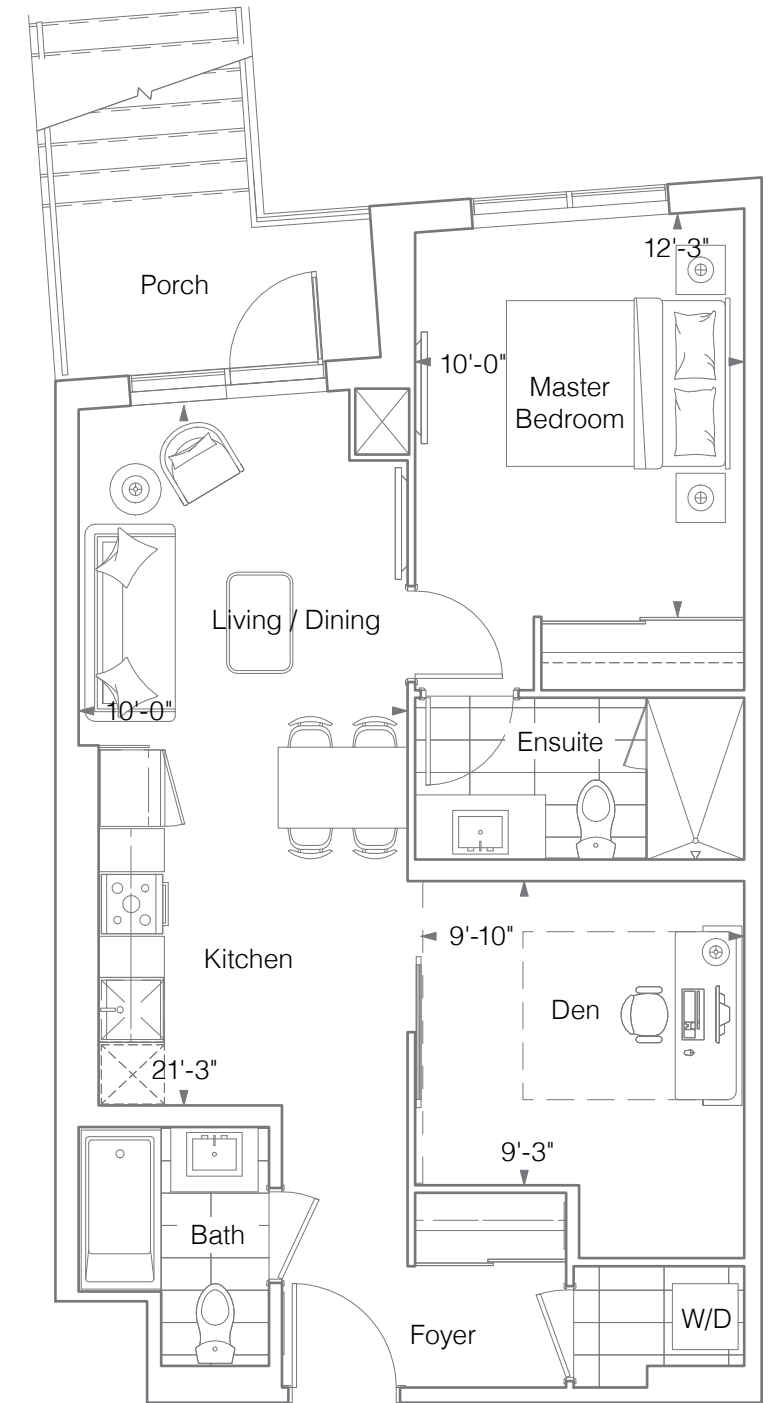 12'-3"
Porch
10'-0"
Master
Bedroom
Living / Dining
10'-0"
Ensuite
9'-10"
Kitchen
Den
21'-3"
9'-3"
Bath
W/D
Foyer